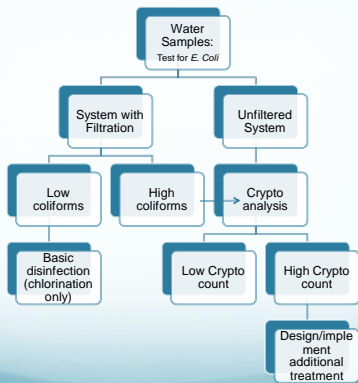 Water
Samples:
Test for E. Coli
System with
Filtration
Unfiltered
System
Low
coliforms
High
coliforms
Crypto
analysis
Basic
disinfection
(chlorination
only)
Low Crypto
count
High Crypto
count
Design/imple
ment
additional
treatment